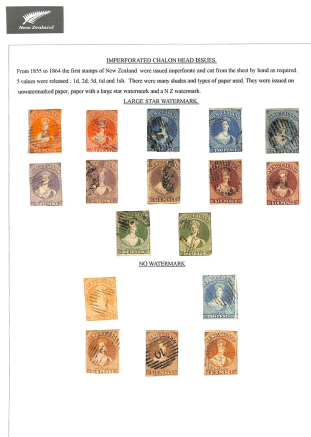 New Zealand
IMPERFORATED CHALON HEAD ISSUES.
From 1855 to 1864 the first stamps of New Zealand were issued imperforate and cut from the sheet by hand as required.
5 values were released ; 1d, 2d, 3d, 6d and 1sh. There were many shades and types of paper used. They were issued on
unwatermarked paper, paper with a large star watermark and a N Z watermark.
LARGE STAR WATERMARK.
NO WATERMARK.